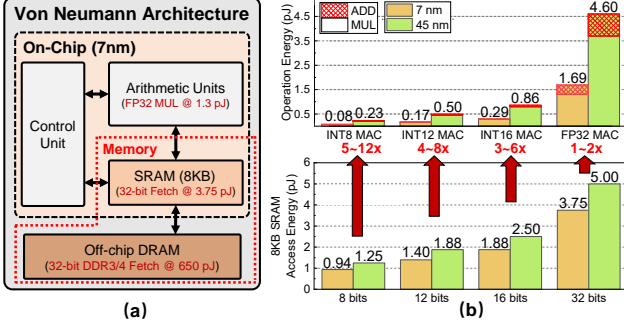 Von Neumann Architecture
On-Chip (7nm)
Control
Unit
Arithmetic Units
(FP32 MUL @ 1.3 pJ)
Memory
SRAM (8KB)
(32-bit Fetch @ 3.75 pJ)
Off-chip DRAM
(32-bit DDR3/4 Fetch @ 650 pJ)
(a)
Operation Energy (pJ)
4.5
3.5
2.5
1.5
0.5
ADD
MUL
7 nm
45 nm
0.08 0.23
0.17 0.50
0.29 0.86
1.69 4.60
INT8 MAC INT12 MAC INT16 MAC FP32 MAC
5~12x 4~8x 3~6x 1~2x
8KB SRAM
Access Energy (pJ)
6
5
4
3
2
1
0
0.94 1.25
1.40 1.88
1.88 2.50
3.75 5.00
8 bits 12 bits 16 bits 32 bits
(b)